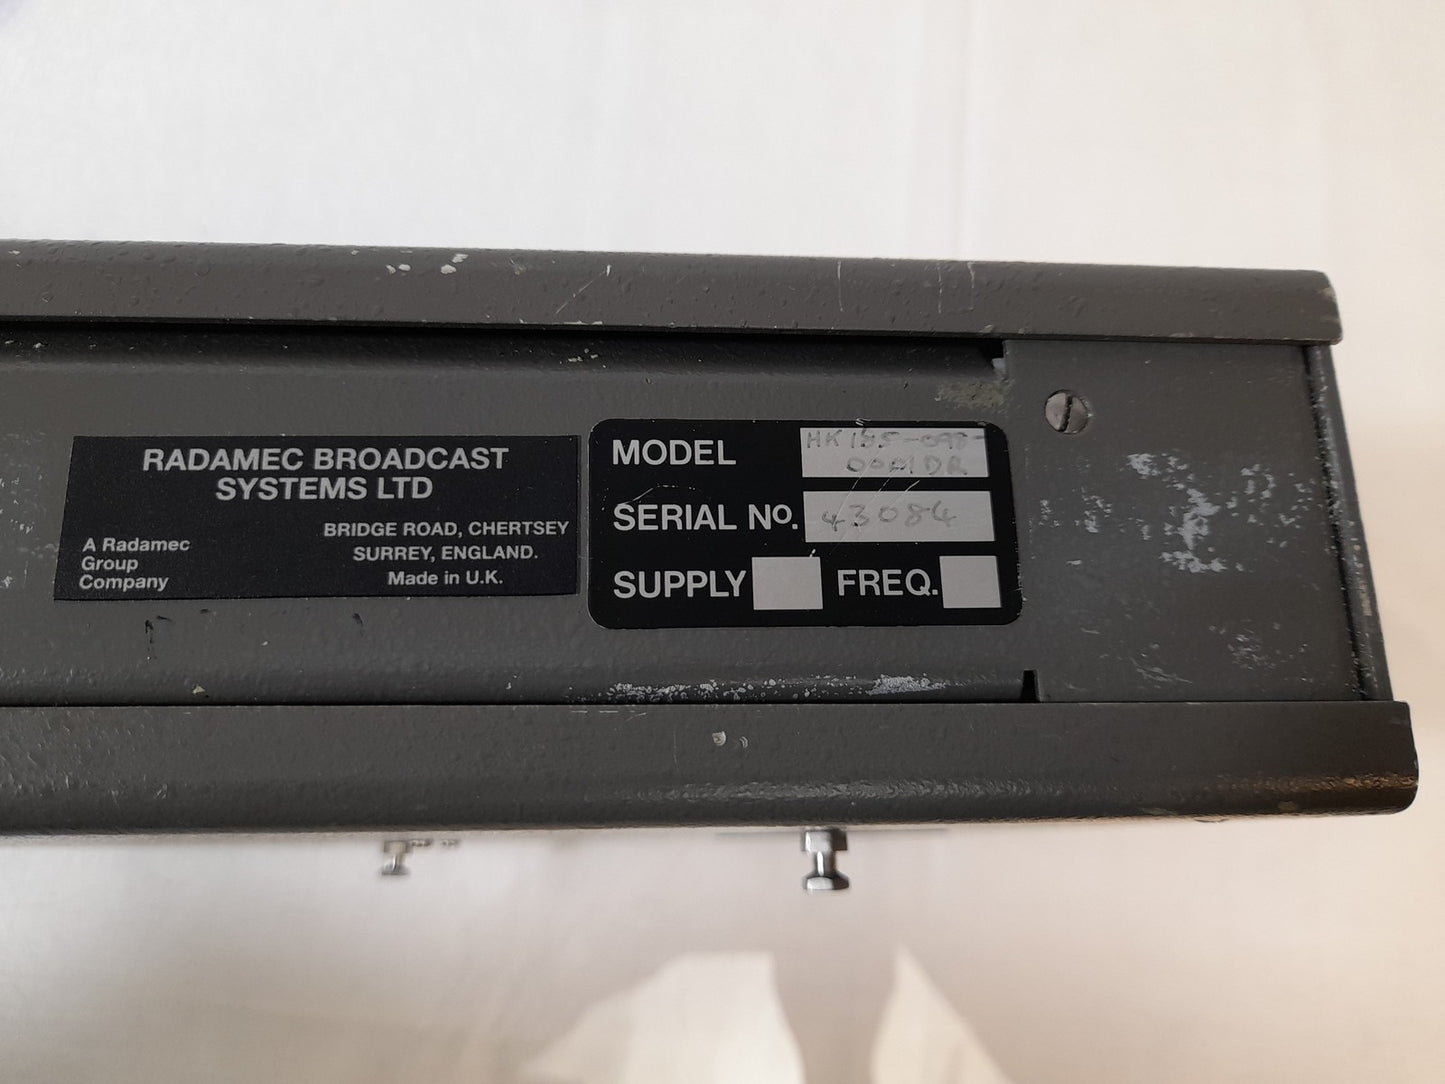 RADAMEC BROADCAST
SYSTEMS LTD
BRIDGE ROAD, CHERTSEY
SURREY, ENGLAND.
Made in U.K.
A Radamec
Group
Company
MODEL
SERIAL No. 43084
SUPPLY FREQ.